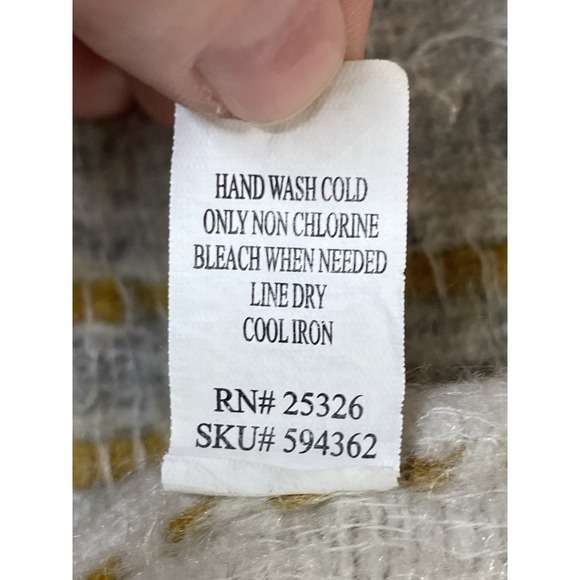 HAND WASH COLD
ONLY NON CHLORINE
BLEACH WHEN NEEDED
LINE DRY
COOL IRON
RN# 25326
SKU# 594362